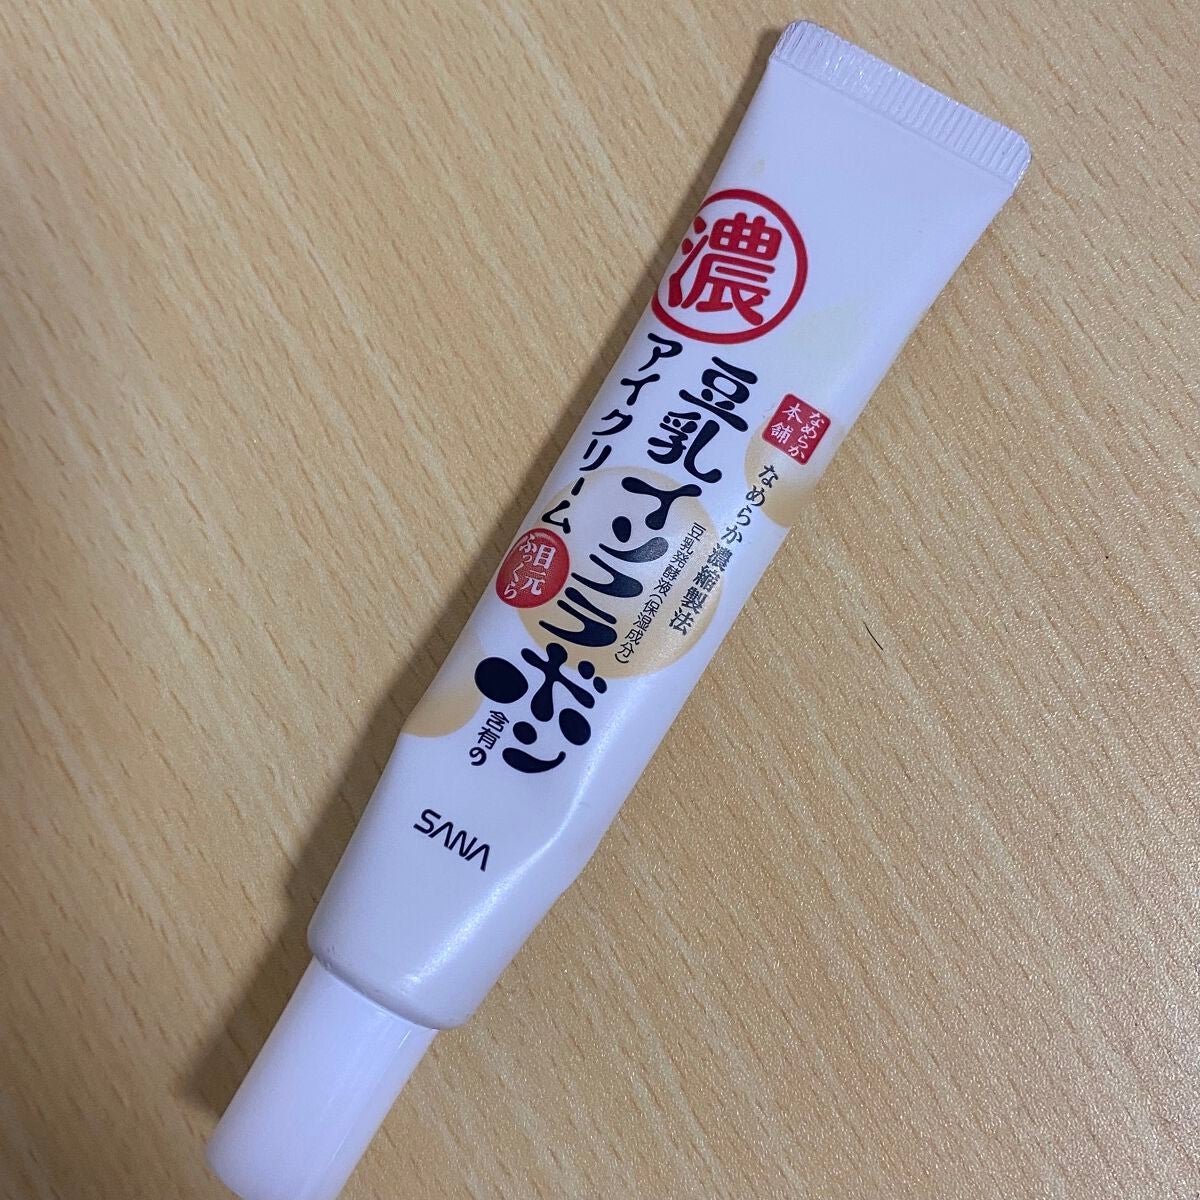 濃
なめらか
本舗
なめらか濃縮製法
豆乳発酵液(保湿成分)
豆乳イソフラボン
含有の
アイクリーム
目元
ふっくら
SANA